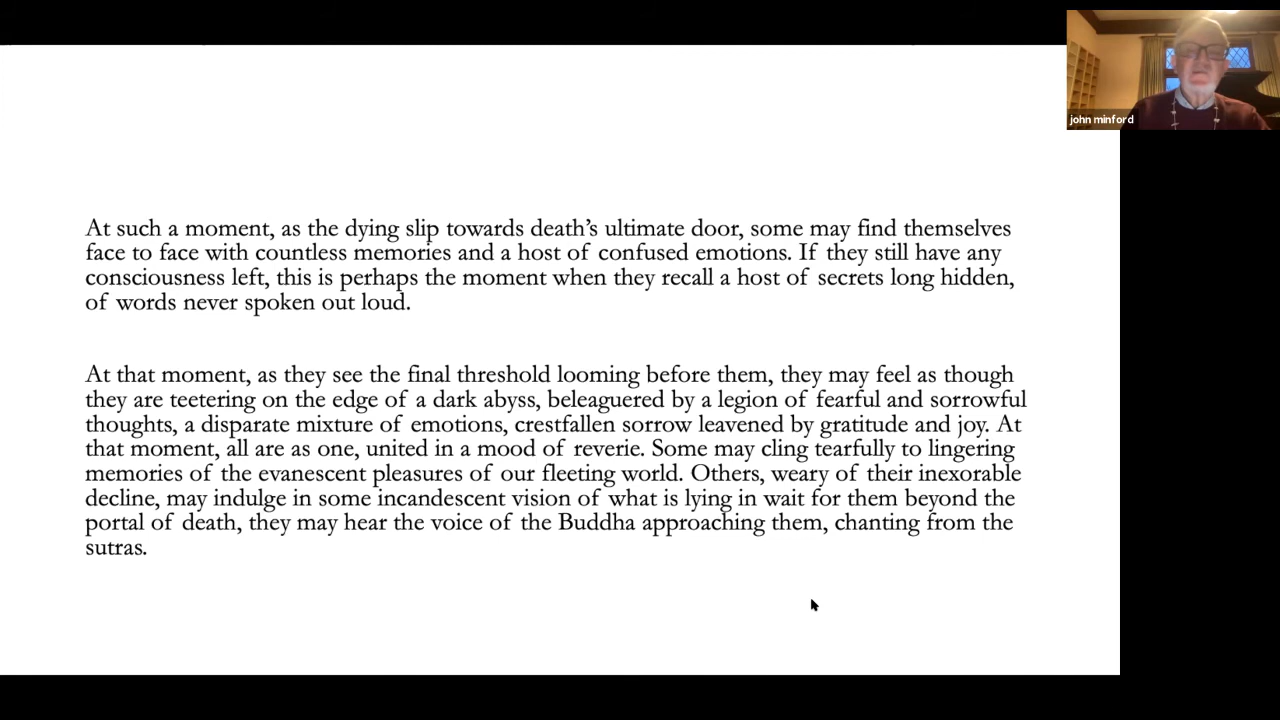 john minford
At such a moment, as the dying slip towards death’s ultimate door, some may find themselves
face to face with countless memories and a host of confused emotions. If they still have any
consciousness left, this is perhaps the moment when they recall a host of secrets long hidden,
of words never spoken out loud.
At that moment, as they see the final threshold looming before them, they may feel as though
they are teetering on the edge of a dark abyss, beleaguered by a legion of fearful and sorrowful
thoughts, a disparate mixture of emotions, crestfallen sorrow leavened by gratitude and joy. At
that moment, all are as one, united in a mood of reverie. Some may cling tearfully to lingering
memories of the evanescent pleasures of our fleeting world. Others, weary of their inexorable
decline, may indulge in some incandescent vision of what is lying in wait for them beyond the
portal of death, they may hear the voice of the Buddha approaching them, chanting from the
sutras.